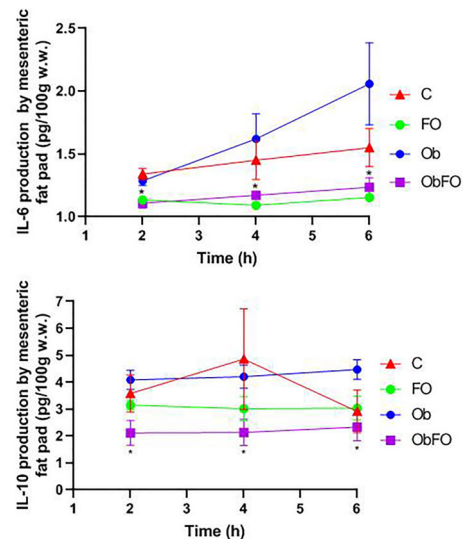 IL-6 production by mesenteric
fat pad (pg/100g w.w.)
2.5
2.0
1.5
1.0
1 2 3 4 5 6
Time (h)
C
FO
Ob
ObFO
* * *
IL-10 production by mesenteric
fat pad (pg/100g w.w.)
7
6
5
4
3
2
1
0
1 2 3 4 5 6
Time (h)
C
FO
Ob
ObFO
* * *